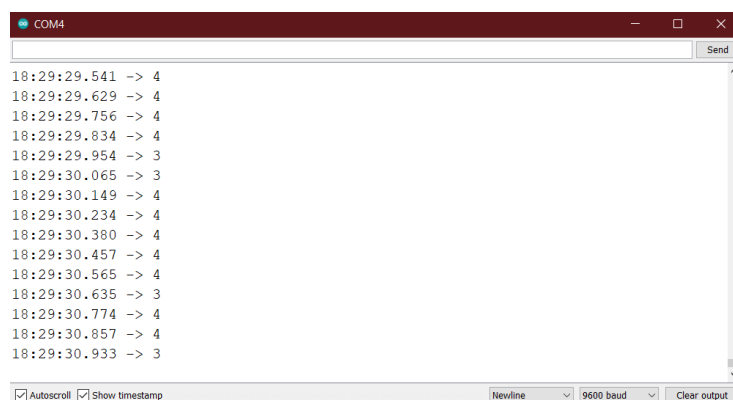 COM4
Send
18:29:29.541 -> 4
18:29:29.629 -> 4
18:29:29.756 -> 4
18:29:29.834 -> 4
18:29:29.954 -> 3
18:29:30.065 -> 3
18:29:30.149 -> 4
18:29:30.234 -> 4
18:29:30.380 -> 4
18:29:30.457 -> 4
18:29:30.565 -> 4
18:29:30.635 -> 3
18:29:30.774 -> 4
18:29:30.857 -> 4
18:29:30.933 -> 3
Autoscroll Show timestamp Newline 9600 baud Clear output